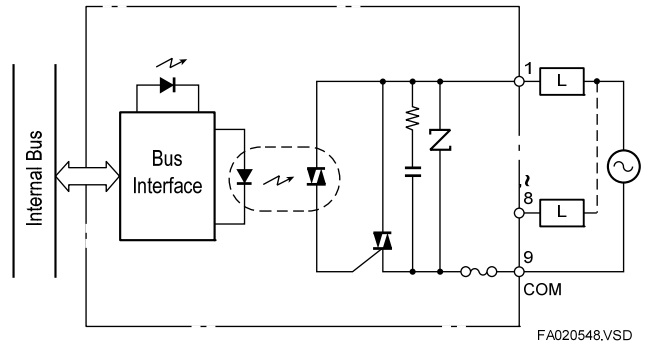 Internal Bus
Bus
Interface
1
L
~
8
L
9
COM
FA020548.VSD